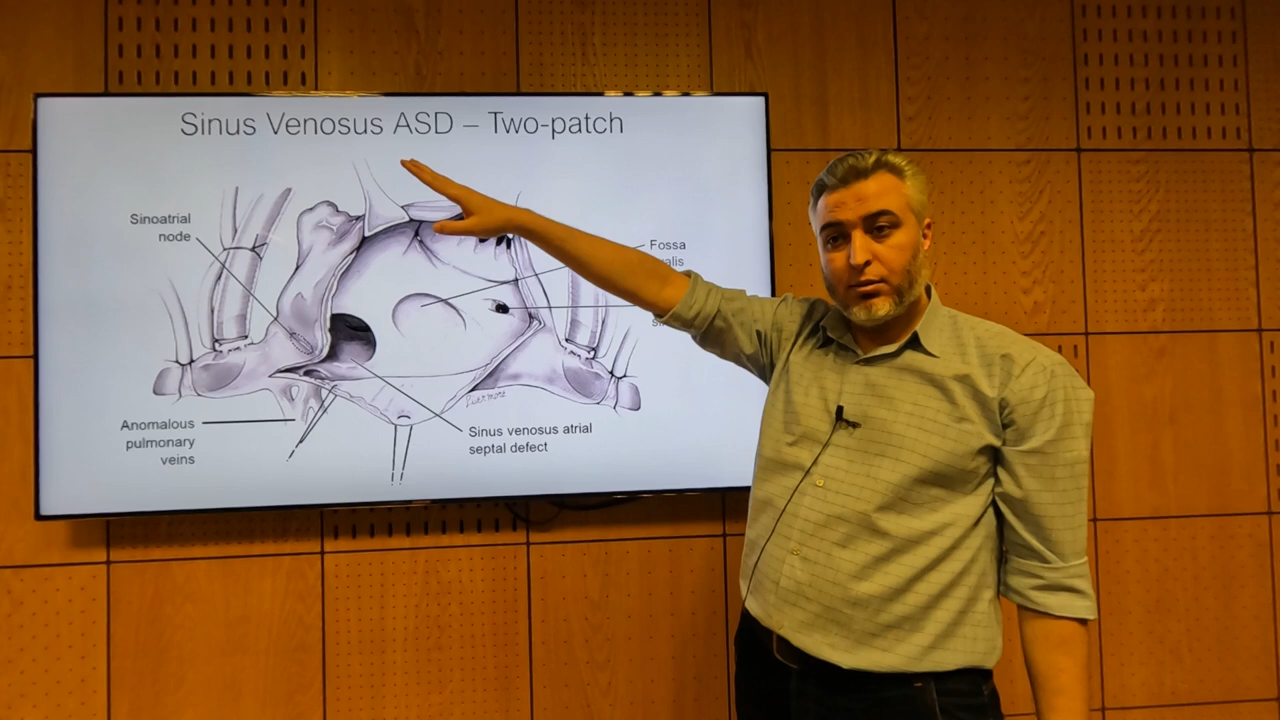 Sinus Venosus ASD – Two-patch
Sinoatrial
node
Fossa
Anomalous
pulmonary
veins
Sinus venosus atrial
septal defect